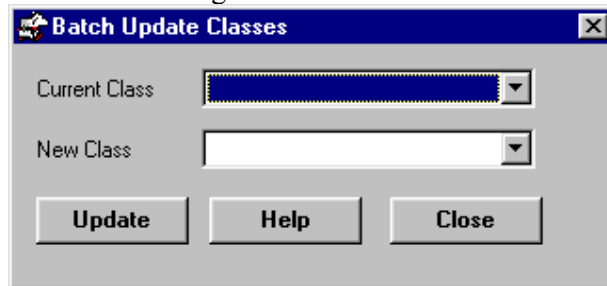 Batch Update Classes
Current Class
New Class
Update Help Close